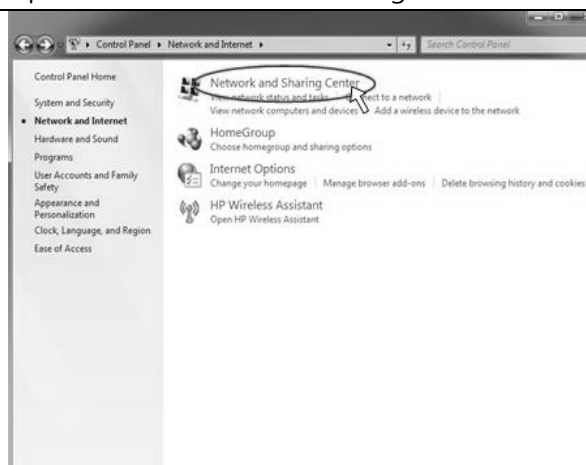 Control Panel ▸ Network and Internet ▸
Search Control Panel
Control Panel Home
System and Security
Network and Internet
Hardware and Sound
Programs
User Accounts and Family
Safety
Appearance and
Personalization
Clock, Language, and Region
Ease of Access
Network and Sharing Center
View network status and tasks
to a network
View network computers and devices
Add a wireless device to the network
HomeGroup
Choose homegroup and sharing options
Internet Options
Change your homepage
Manage browser add-ons
Delete browsing history and cookies
HP Wireless Assistant
Open HP Wireless Assistant